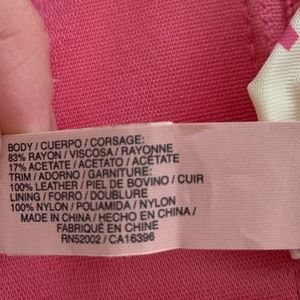 BODY / CUERPO / CORSAGE:
83% RAYON / VISCOSA / RAYONNE
17% ACETATE / ACETATO / ACÉTATE
TRIM / ADORNO / GARNITURE:
100% LEATHER / PIEL DE BOVINO / CUIR
LINING / FORRO / DOUBLURE
100% NYLON / POLIAMIDA / NYLON
MADE IN CHINA / HECHO EN CHINA /
FABRIQUÉ EN CHINE
RN52002 / CA16396